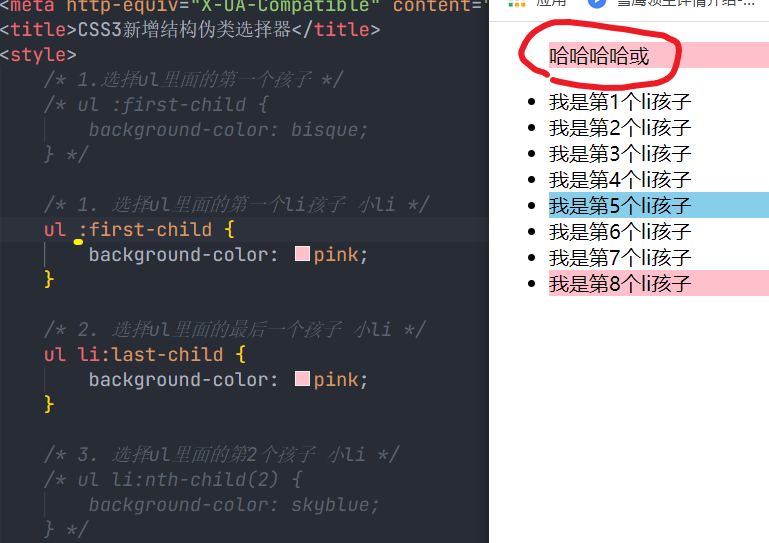 <meta http-equiv="X-UA-Compatible" content="
应用
<title>CSS3新增结构伪类选择器</title>
<style>
/* 1.选择ul里面的第一个孩子 */
/* ul :first-child {
background-color: bisque;
} */
/* 1. 选择ul里面的第一个li孩子 小li */
ul :first-child {
background-color: pink;
}
/* 2. 选择ul里面的最后一个孩子 小li */
ul li:last-child {
background-color: pink;
}
/* 3. 选择ul里面的第2个孩子 小li */
/* ul li:nth-child(2) {
background-color: skyblue;
} */
哈哈哈哈或
我是第1个li孩子
我是第2个li孩子
我是第3个li孩子
我是第4个li孩子
我是第5个li孩子
我是第6个li孩子
我是第7个li孩子
我是第8个li孩子